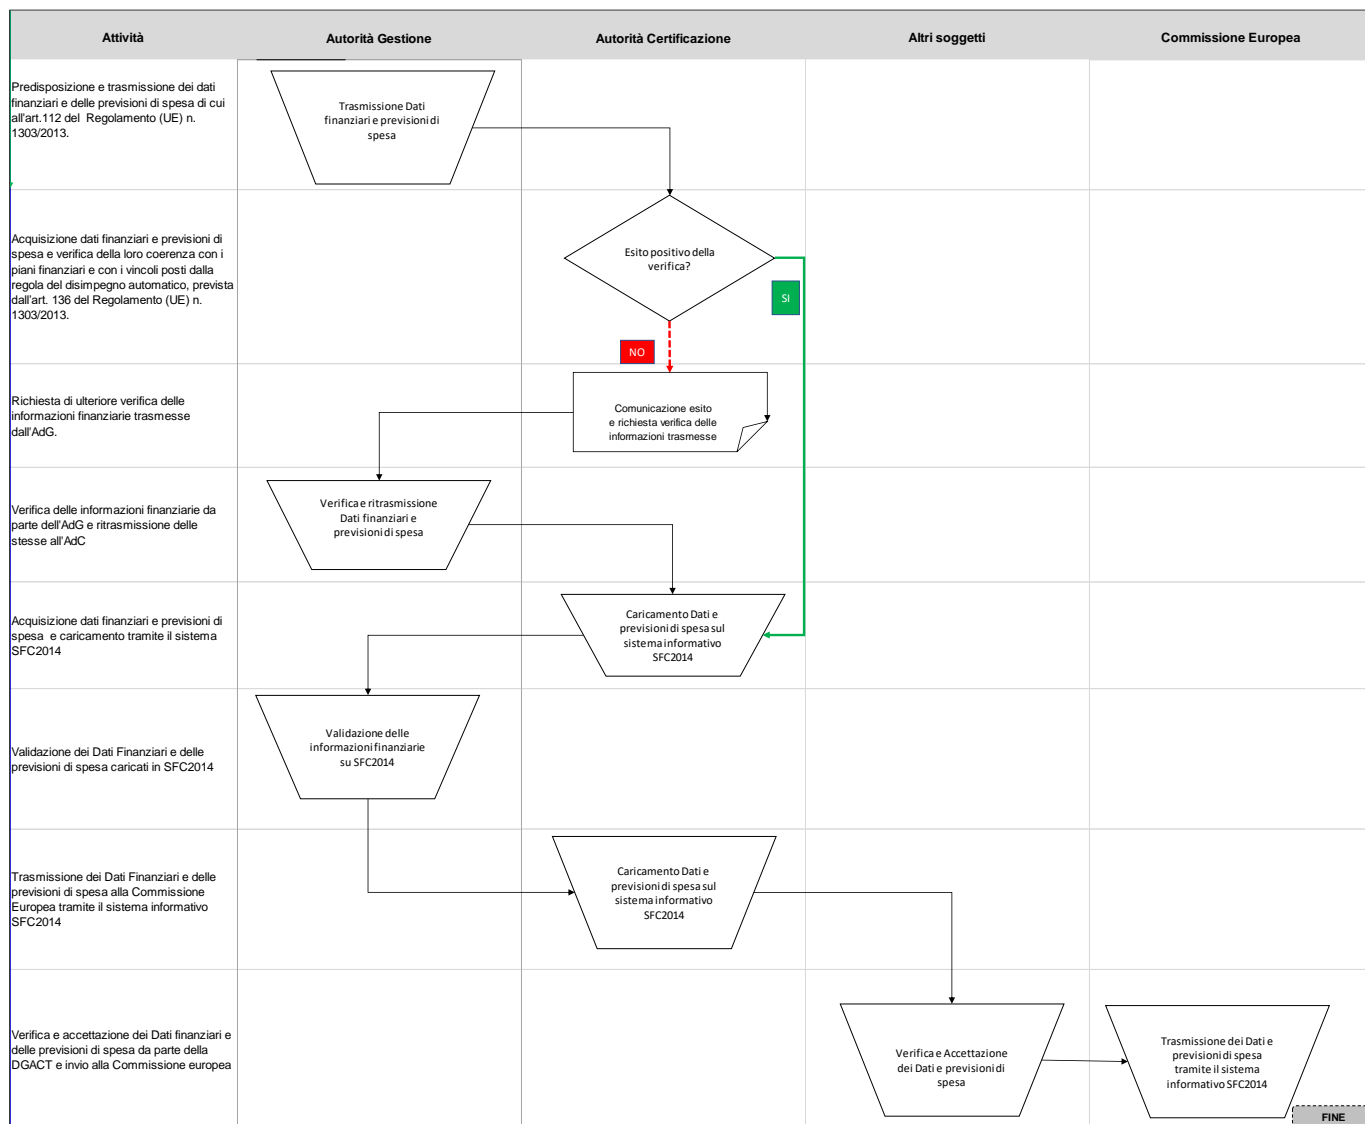 Attività
Autorità Gestione
Autorità Certificazione
Altri soggetti
Commissione Europea
Predisposizione e trasmissione dei dati
finanziari e delle previsioni di spesa di cui
all'art.112 del  Regolamento (UE) n.
1303/2013.
Trasmissione Dati
finanziari e previsioni di
spesa
Acquisizione dati finanziari e previsioni di
spesa e verifica della loro coerenza con i
piani finanziari e con i vincoli posti dalla
regola del disimpegno automatico, prevista
dall'art. 136 del Regolamento (UE) n.
1303/2013.
Esito positivo della
verifica?
SI
NO
Richiesta di ulteriore verifica delle
informazioni finanziarie trasmesse
dall'AdG.
Comunicazione esito
e richiesta verifica delle
informazioni trasmesse
Verifica delle informazioni finanziarie da
parte dell'AdG e ritrasmissione delle
stesse all'AdC
Verifica e ritrasmissione
Dati finanziari e
previsioni di spesa
Acquisizione dati finanziari e previsioni di
spesa  e caricamento tramite il sistema
SFC2014
Caricamento Dati e
previsioni di spesa sul
sistema informativo
SFC2014
Validazione dei Dati Finanziari e delle
previsioni di spesa caricati in SFC2014
Validazione delle
informazioni finanziarie
su SFC2014
Trasmissione dei Dati Finanziari e delle
previsioni di spesa alla Commissione
Europea tramite il sistema informativo
SFC2014
Caricamento Dati e
previsioni di spesa sul
sistema informativo
SFC2014
Verifica e accettazione dei Dati finanziari e
delle previsioni di spesa da parte della
DGACT e invio alla Commissione europea
Verifica e Accettazione
dei Dati e previsioni di
spesa
Trasmissione dei Dati e
previsioni di spesa
tramite il sistema
informativo SFC2014
FINE